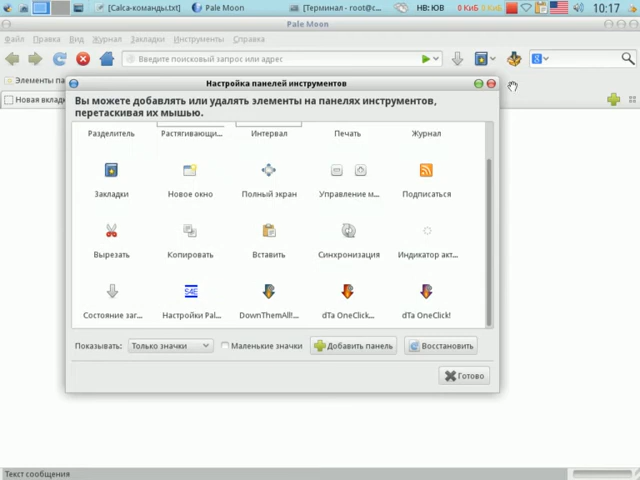 [Calca-команды.txt]
Pale Moon
[Терминал - root@c...
НВ: ЮВ
0 КиБ
10:17
Pale Moon
Файл Правка Вид Журнал Закладки Инструменты Справка
Введите поисковый запрос или адрес
Элементы па
Новая вкладк
Настройка панелей инструментов
Вы можете добавлять или удалять элементы на панелях инструментов,
перетаскивая их мышью.
Разделитель Растягивающи... Интервал Печать Журнал
Закладки Новое окно Полный экран Управление м... Подписаться
Вырезать Копировать Вставить Синхронизация Индикатор акт...
S4E
Состояние заг... Настройки Pal... DownThemAll!... dTa OneClick... dTa OneClick!
Показывать: Только значки Маленькие значки Добавить панель Восстановить
Готово
Текст сообщения